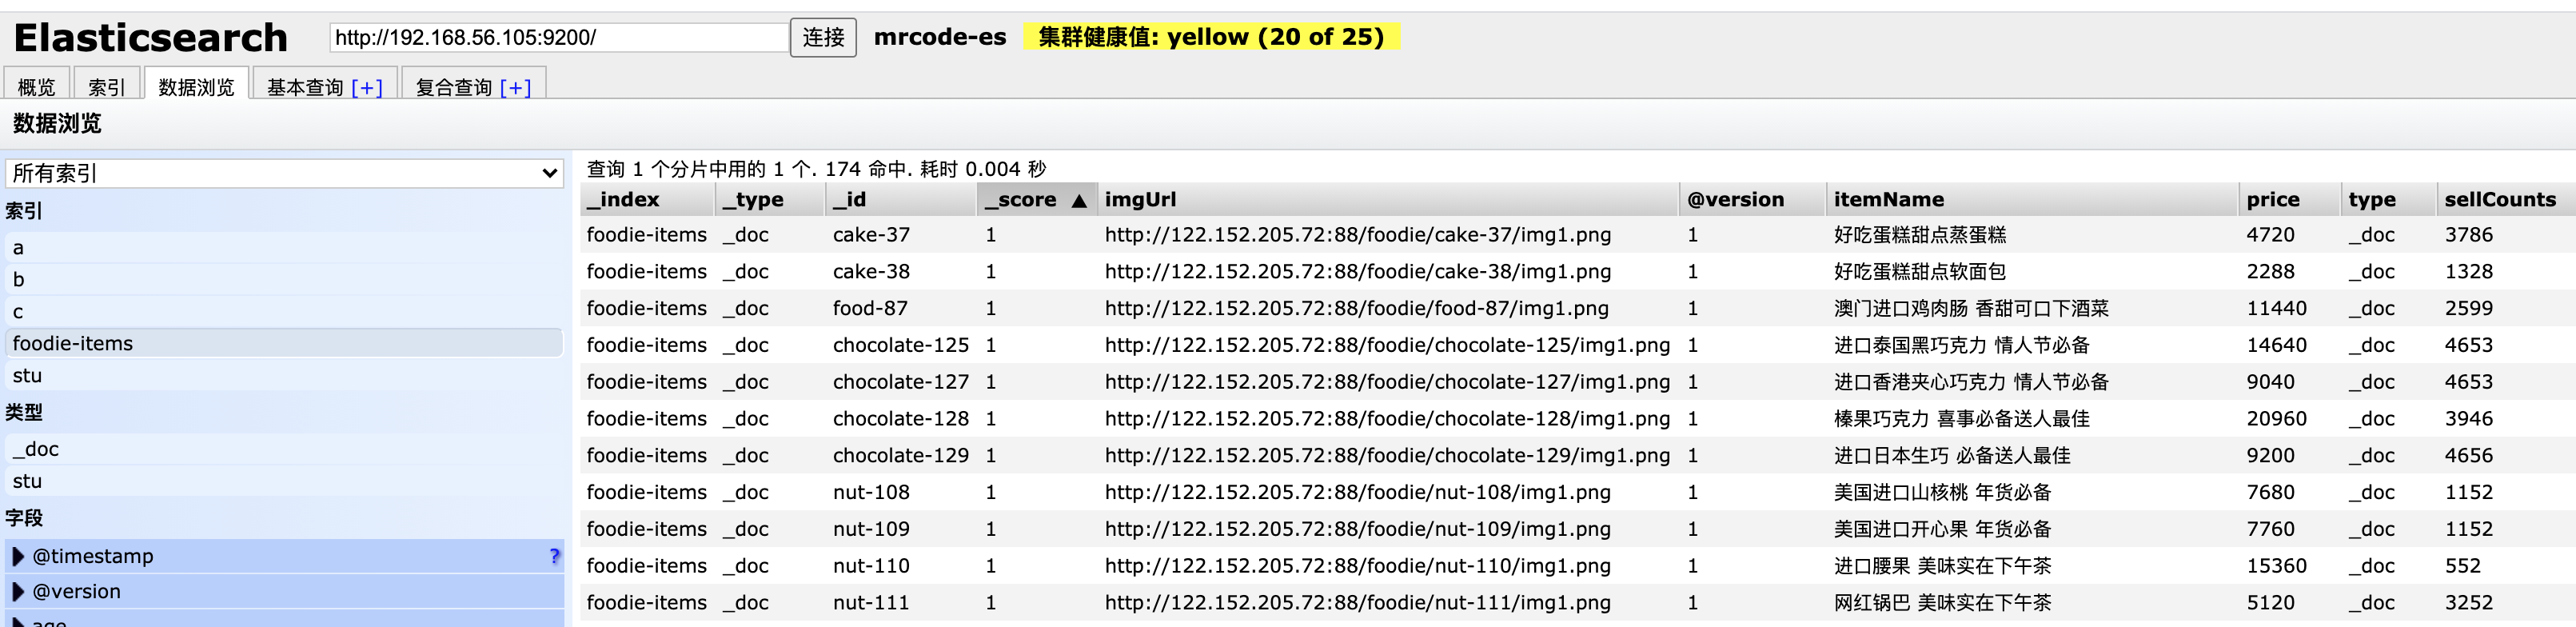 Elasticsearch http://192.168.56.105:9200/ 连接 mrcode-es 集群健康值: yellow (20 of 25)
概览 索引 数据浏览 基本查询 [+] 复合查询 [+]
数据浏览
所有索引
索引
a
b
c
foodie-items
stu
类型
_doc
stu
字段
@timestamp ?
@version
age
查询 1 个分片中用的 1 个. 174 命中. 耗时 0.004 秒
_index _type _id _score ▲ imgUrl @version itemName price type sellCounts
foodie-items _doc cake-37 1 http://122.152.205.72:88/foodie/cake-37/img1.png 1 好吃蛋糕甜点蒸蛋糕 4720 _doc 3786
foodie-items _doc cake-38 1 http://122.152.205.72:88/foodie/cake-38/img1.png 1 好吃蛋糕甜点软面包 2288 _doc 1328
foodie-items _doc food-87 1 http://122.152.205.72:88/foodie/food-87/img1.png 1 澳门进口鸡肉肠 香甜可口下酒菜 11440 _doc 2599
foodie-items _doc chocolate-125 1 http://122.152.205.72:88/foodie/chocolate-125/img1.png 1 进口泰国黑巧克力 情人节必备 14640 _doc 4653
foodie-items _doc chocolate-127 1 http://122.152.205.72:88/foodie/chocolate-127/img1.png 1 进口香港夹心巧克力 情人节必备 9040 _doc 4653
foodie-items _doc chocolate-128 1 http://122.152.205.72:88/foodie/chocolate-128/img1.png 1 榛果巧克力 喜事必备送人最佳 20960 _doc 3946
foodie-items _doc chocolate-129 1 http://122.152.205.72:88/foodie/chocolate-129/img1.png 1 进口日本生巧 必备送人最佳 9200 _doc 4656
foodie-items _doc nut-108 1 http://122.152.205.72:88/foodie/nut-108/img1.png 1 美国进口山核桃 年货必备 7680 _doc 1152
foodie-items _doc nut-109 1 http://122.152.205.72:88/foodie/nut-109/img1.png 1 美国进口开心果 年货必备 7760 _doc 1152
foodie-items _doc nut-110 1 http://122.152.205.72:88/foodie/nut-110/img1.png 1 进口腰果 美味实在下午茶 15360 _doc 552
foodie-items _doc nut-111 1 http://122.152.205.72:88/foodie/nut-111/img1.png 1 网红锅巴 美味实在下午茶 5120 _doc 3252